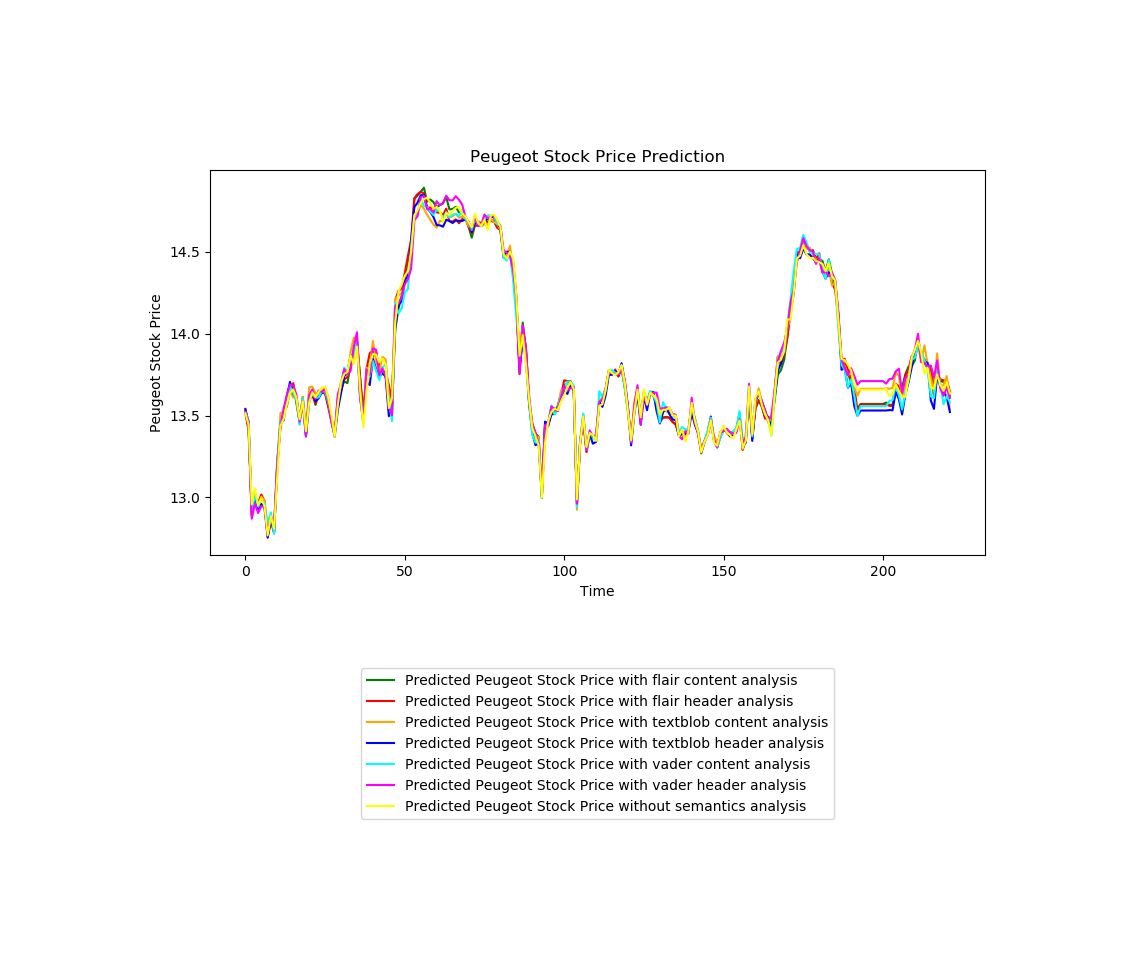 Peugeot Stock Price Prediction
14.5
14.0
13.5
13.0
Peugeot Stock Price
0 50 100 150 200
Time
Predicted Peugeot Stock Price with flair content analysis
Predicted Peugeot Stock Price with flair header analysis
Predicted Peugeot Stock Price with textblob content analysis
Predicted Peugeot Stock Price with textblob header analysis
Predicted Peugeot Stock Price with vader content analysis
Predicted Peugeot Stock Price with vader header analysis
Predicted Peugeot Stock Price without semantics analysis